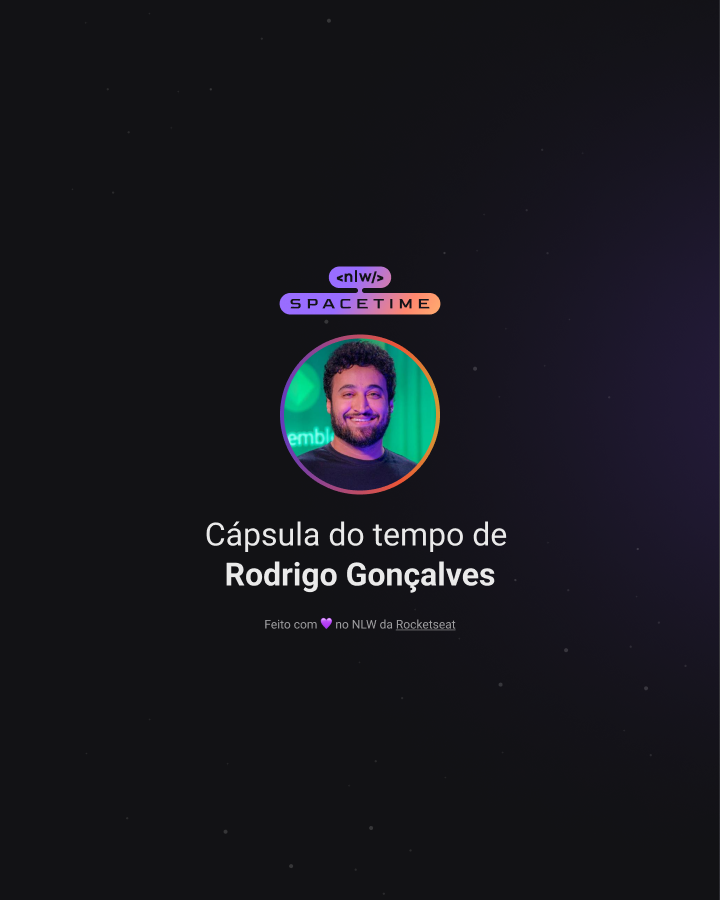 <nlw/>
SPACETIME
embl
Cápsula do tempo de
Rodrigo Gonçalves
Feito com 💜 no NLW da Rocketseat